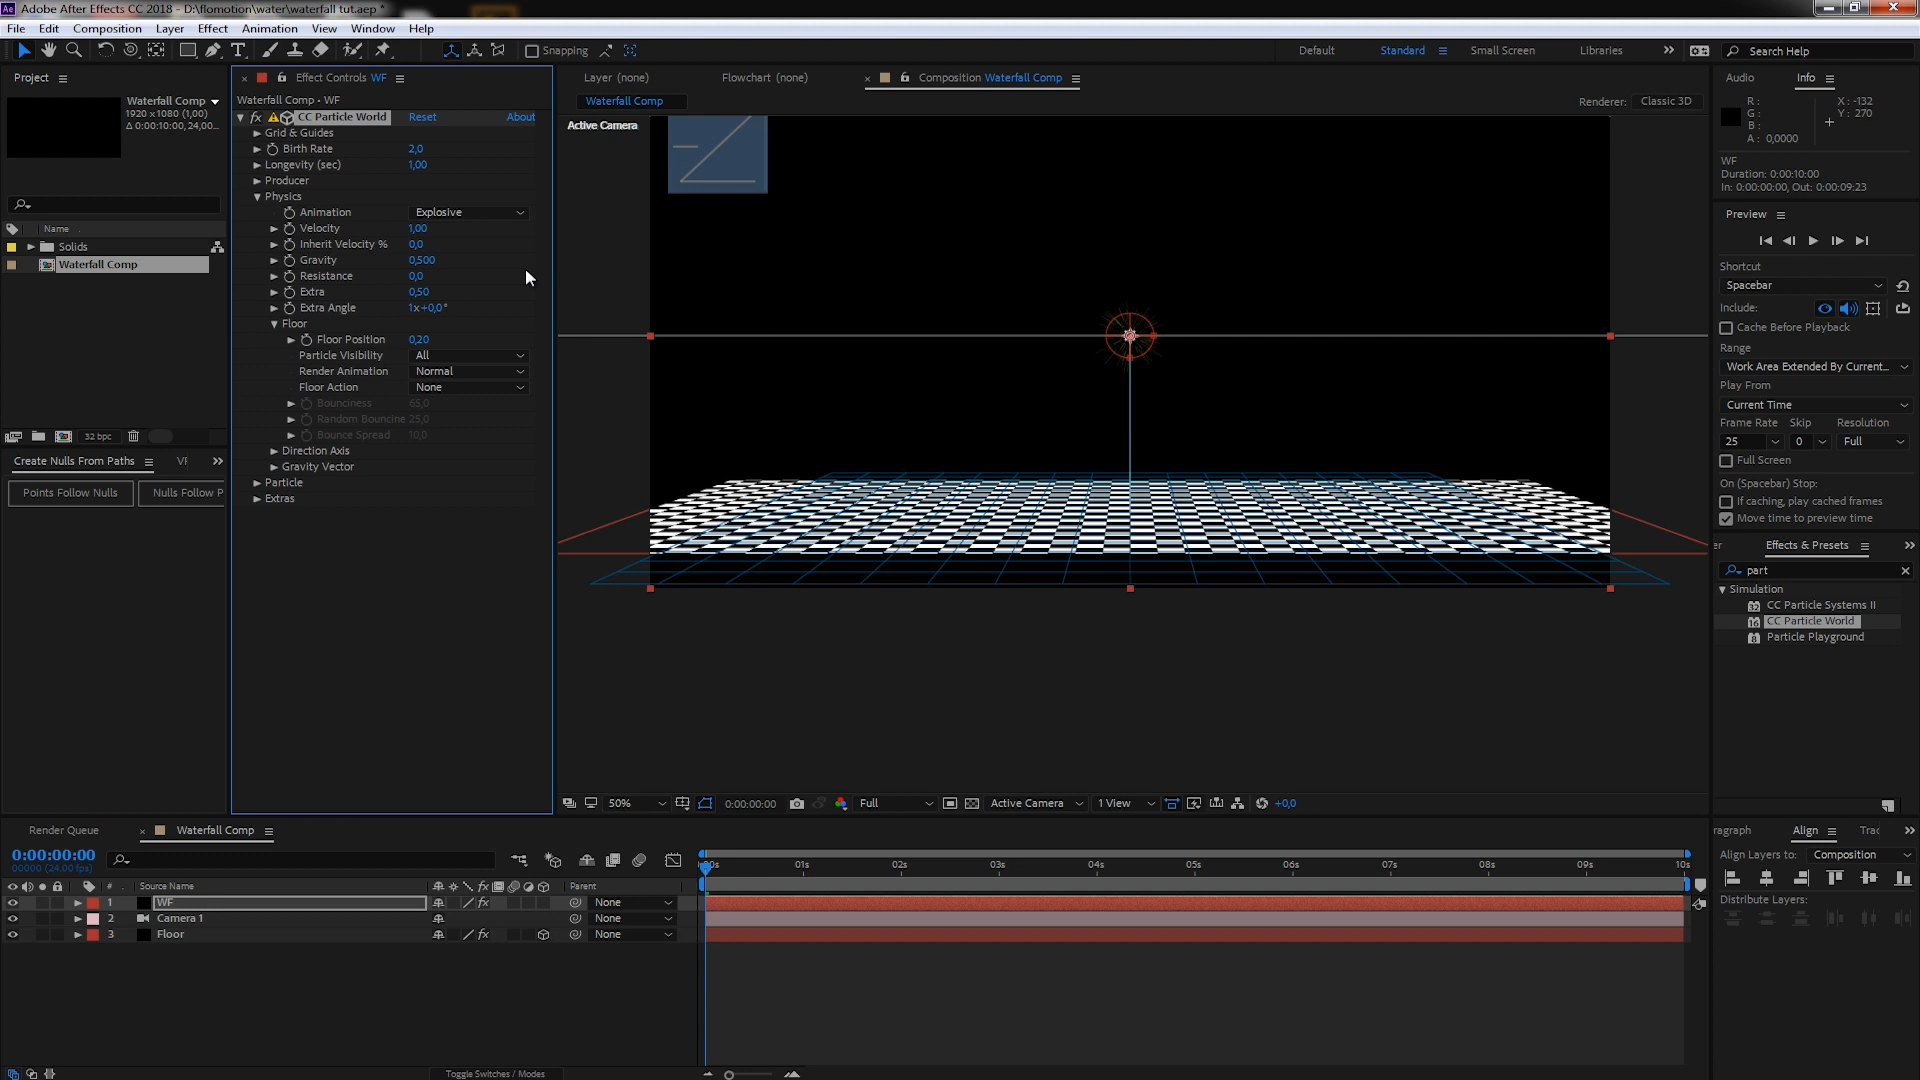 Adobe After Effects CC 2018 - D:\flomotion\water\waterfall tut.aep *
File Edit Composition Layer Effect Animation View Window Help
Snapping
Default Standard Small Screen Libraries Search Help
Project
Effect Controls WF
Layer (none) Flowchart (none) Composition Waterfall Comp
Audio Info
Waterfall Comp
1920 x 1080 (1,00)
Δ 0:00:10:00, 24,00...
Waterfall Comp • WF
CC Particle World Reset About
Grid & Guides
Birth Rate 2,0
Longevity (sec) 1,00
Producer
Physics
Animation Explosive
Velocity 1,00
Inherit Velocity % 0,0
Gravity 0,500
Resistance 0,0
Extra 0,50
Extra Angle 1x+0,0°
Floor
Floor Position 0,20
Particle Visibility All
Render Animation Normal
Floor Action None
Bounciness 65,0
Random Bouncine 25,0
Bounce Spread 10,0
Direction Axis
Gravity Vector
Particle
Extras
Name
Solids
Waterfall Comp
32 bpc
Create Nulls From Paths
Points Follow Nulls Nulls Follow P
Waterfall Comp
Renderer: Classic 3D
Active Camera
50% 0:00:00:00 Full Active Camera 1 View +0,0
R: X: -132
G: Y: 270
B:
A: 0,0000
WF
Duration: 0:00:10:00
In: 0:00:00:00, Out: 0:00:09:23
Preview
Shortcut
Spacebar
Include:
Cache Before Playback
Range
Work Area Extended By Current...
Play From
Current Time
Frame Rate Skip Resolution
25 0 Full
Full Screen
On (Spacebar) Stop:
If caching, play cached frames
Move time to preview time
er Effects & Presets
part
Simulation
CC Particle Systems II
CC Particle World
Particle Playground
Render Queue Waterfall Comp
0:00:00:00
00000 (24.00 fps)
# Source Name Parent
1 WF None
2 Camera 1 None
3 Floor None
01s 02s 03s 04s 05s 06s 07s 08s 09s 10s
Toggle Switches / Modes
ragraph Align Trac
Align Layers to: Composition
Distribute Layers: